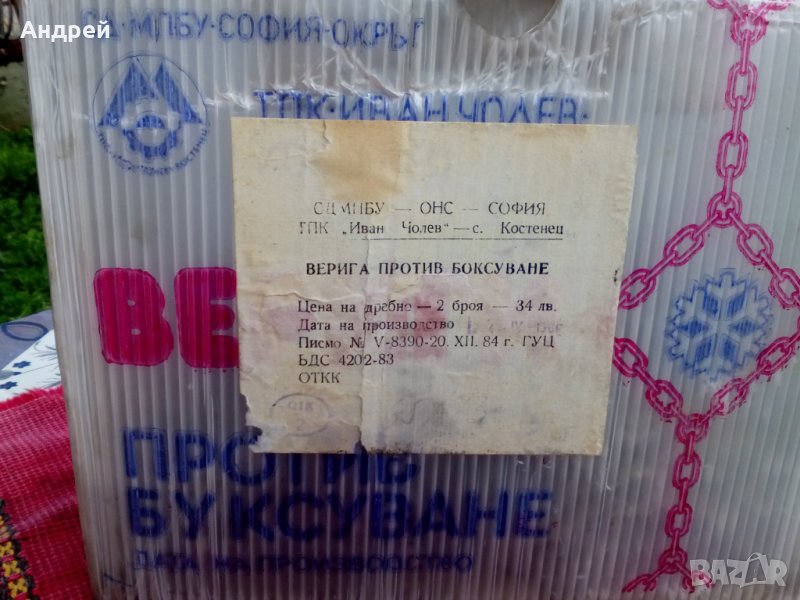 Андрей
СД·МПБУ·СОФИЯ·ОКРЪГ
ТПК·ИВАН ЧОЛЕВ·
СД МПБУ — ОНС — СОФИЯ
ТПК „Иван Чолев“ — с. Костенец
ВЕРИГА ПРОТИВ БОКСУВАНЕ
Цена на дребно — 2 броя — 34 лв.
Дата на производство
Писмо № V-8390-20. XII. 84 г. ГУЦ
БДС 4202-83
ОТКК
ВЕ
ПРОТИВ
БУКСУВАНЕ
ДАТА НА ПРОИЗВОДСТВО
BAZAR